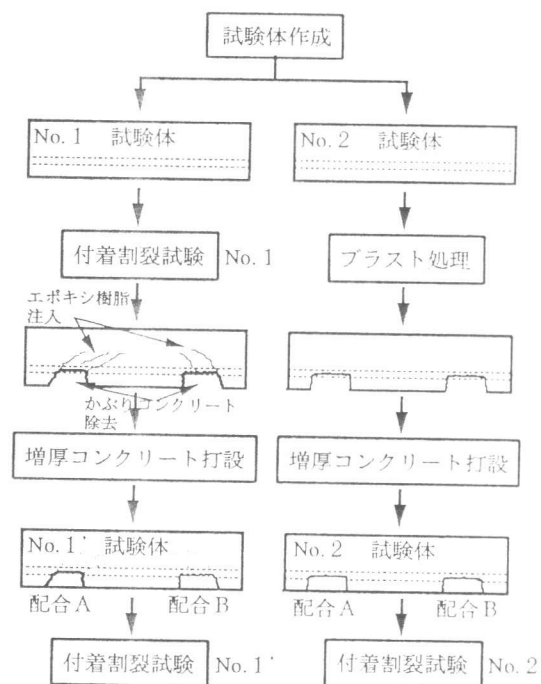 試験体作成
No.1 試験体
No.2 試験体
付着割裂試験 No.1
ブラスト処理
エポキシ樹脂
注入
かぶりコンクリート
除去
増厚コンクリート打設
増厚コンクリート打設
No.1' 試験体
No.2 試験体
配合A 配合B
配合A 配合B
付着割裂試験 No.1'
付着割裂試験 No.2